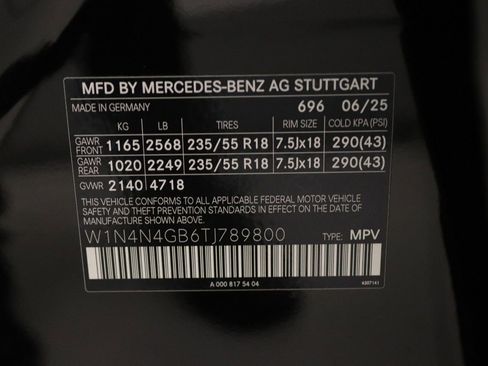 MFD BY MERCEDES-BENZ AG STUTTGART
MADE IN GERMANY 696 06/25
KG LB TIRES RIM SIZE COLD KPA(PSI)
GAWR FRONT 1165 2568 235/55 R18 7.5Jx18 290(43)
GAWR REAR 1020 2249 235/55 R18 7.5Jx18 290(43)
GVWR 2140 4718
THIS VEHICLE CONFORMS TO ALL APPLICABLE FEDERAL MOTOR VEHICLE
SAFETY BUMPER AND THEFT PREVENTION STANDARDS IN EFFECT ON THE DATE OF
MANUFACTURE SHOWN ABOVE.
W1N4N4GB6TJ789800 TYPE: MPV
A 000 817 54 04 4307141